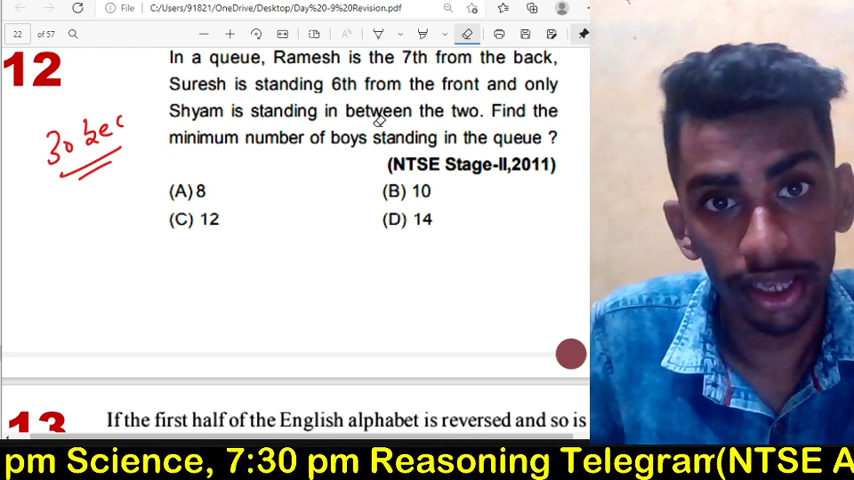 File
C:/Users/91821/OneDrive/Desktop/Day%20-9%20Revision.pdf
22 of 57
12
In a queue, Ramesh is the 7th from the back,
Suresh is standing 6th from the front and only
Shyam is standing in between the two. Find the
minimum number of boys standing in the queue ?
(NTSE Stage-II,2011)
(A) 8 (B) 10
(C) 12 (D) 14
30 Sec
13
If the first half of the English alphabet is reversed and so is
pm Science, 7:30 pm Reasoning Telegram(NTSE A